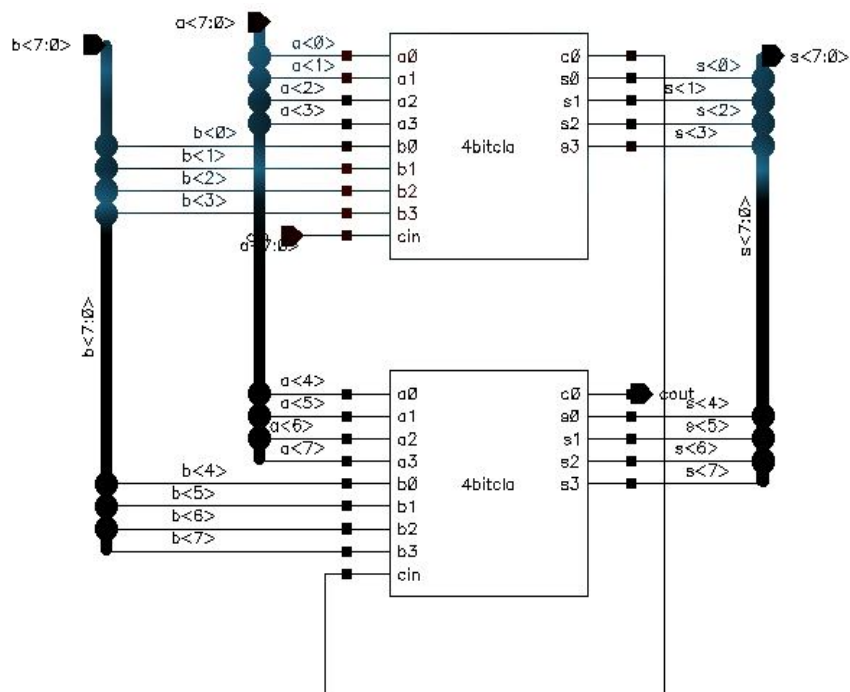 b<7:0>
a<7:0>
a<0>
a<1>
a<2>
a<3>
b<0>
b<1>
b<2>
b<3>
a<7:0>
a0
a1
a2
a3
b0
b1
b2
b3
cin
4bitcla
c0
s0
s1
s2
s3
s<0>
s<1>
s<2>
s<3>
s<7:0>
s<7:0>
b<7:0>
a<4>
a<5>
a<6>
a<7>
b<4>
b<5>
b<6>
b<7>
a0
a1
a2
a3
b0
b1
b2
b3
cin
4bitcla
c0
s0
s1
s2
s3
cout
s<4>
s<5>
s<6>
s<7>